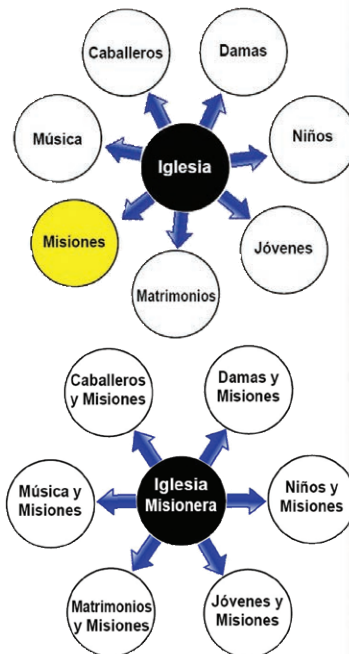 Caballeros
Damas
Música
Iglesia
Niños
Misiones
Jóvenes
Matrimonios
Caballeros
y Misiones
Damas y
Misiones
Música y
Misiones
Iglesia
Misionera
Niños y
Misiones
Matrimonios
y Misiones
Jóvenes y
Misiones